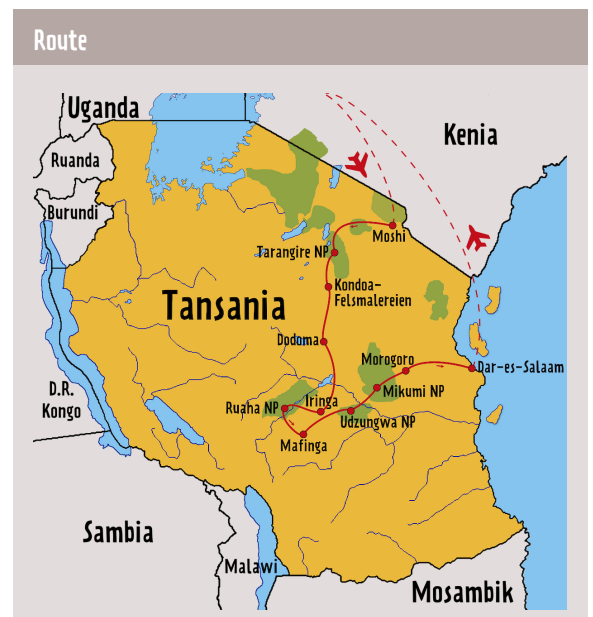 Route
Uganda
Kenia
Ruanda
Burundi
Moshi
Tarangire NP
Kondoa-
Felsmalereien
Tansania
Dodoma
Morogoro
Dar-es-Salaam
D.R.
Kongo
Mikumi NP
Iringa
Ruaha NP
Udzungwa NP
Mafinga
Sambia
Malawi
Mosambik